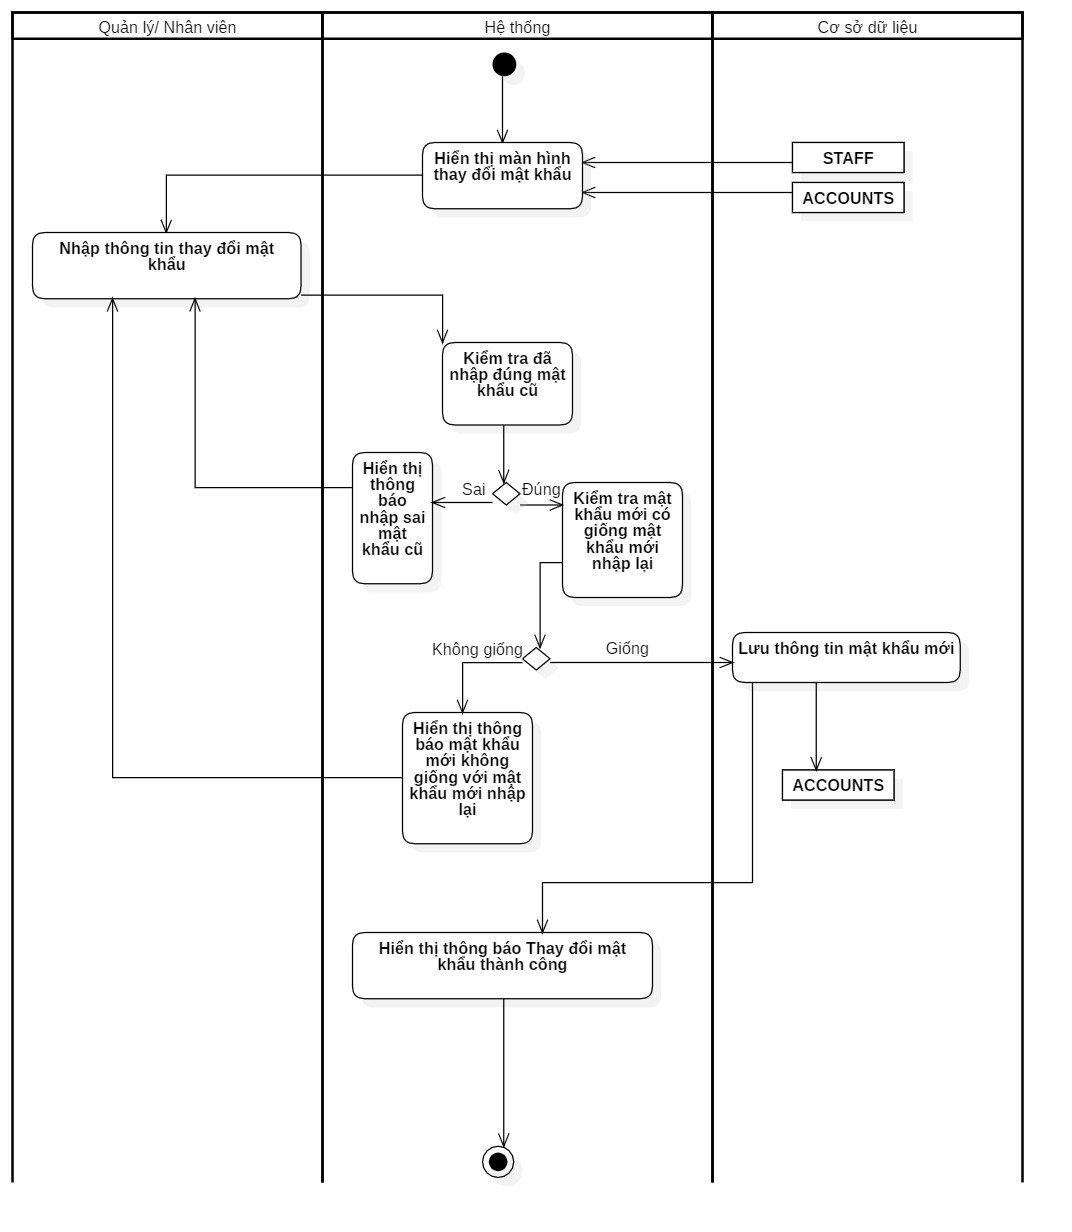 Quản lý/ Nhân viên
Hệ thống
Cơ sở dữ liệu
Hiển thị màn hình
thay đổi mật khẩu
STAFF
ACCOUNTS
Nhập thông tin thay đổi mật
khẩu
Kiểm tra đã
nhập đúng mật
khẩu cũ
Hiển thị
thông
báo
nhập sai
mật
khẩu cũ
Sai
Đúng
Kiểm tra mật
khẩu mới có
giống mật
khẩu mới
nhập lại
Không giống
Giống
Lưu thông tin mật khẩu mới
Hiển thị thông
báo mật khẩu
mới không
giống với mật
khẩu mới nhập
lại
ACCOUNTS
Hiển thị thông báo Thay đổi mật
khẩu thành công